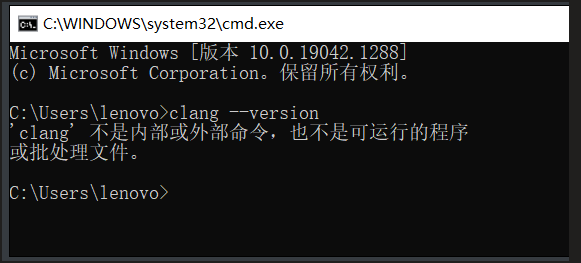 C:\WINDOWS\system32\cmd.exe
Microsoft Windows [版本 10.0.19042.1288]
(c) Microsoft Corporation。保留所有权利。
C:\Users\lenovo>clang --version
'clang' 不是内部或外部命令，也不是可运行的程序
或批处理文件。
C:\Users\lenovo>